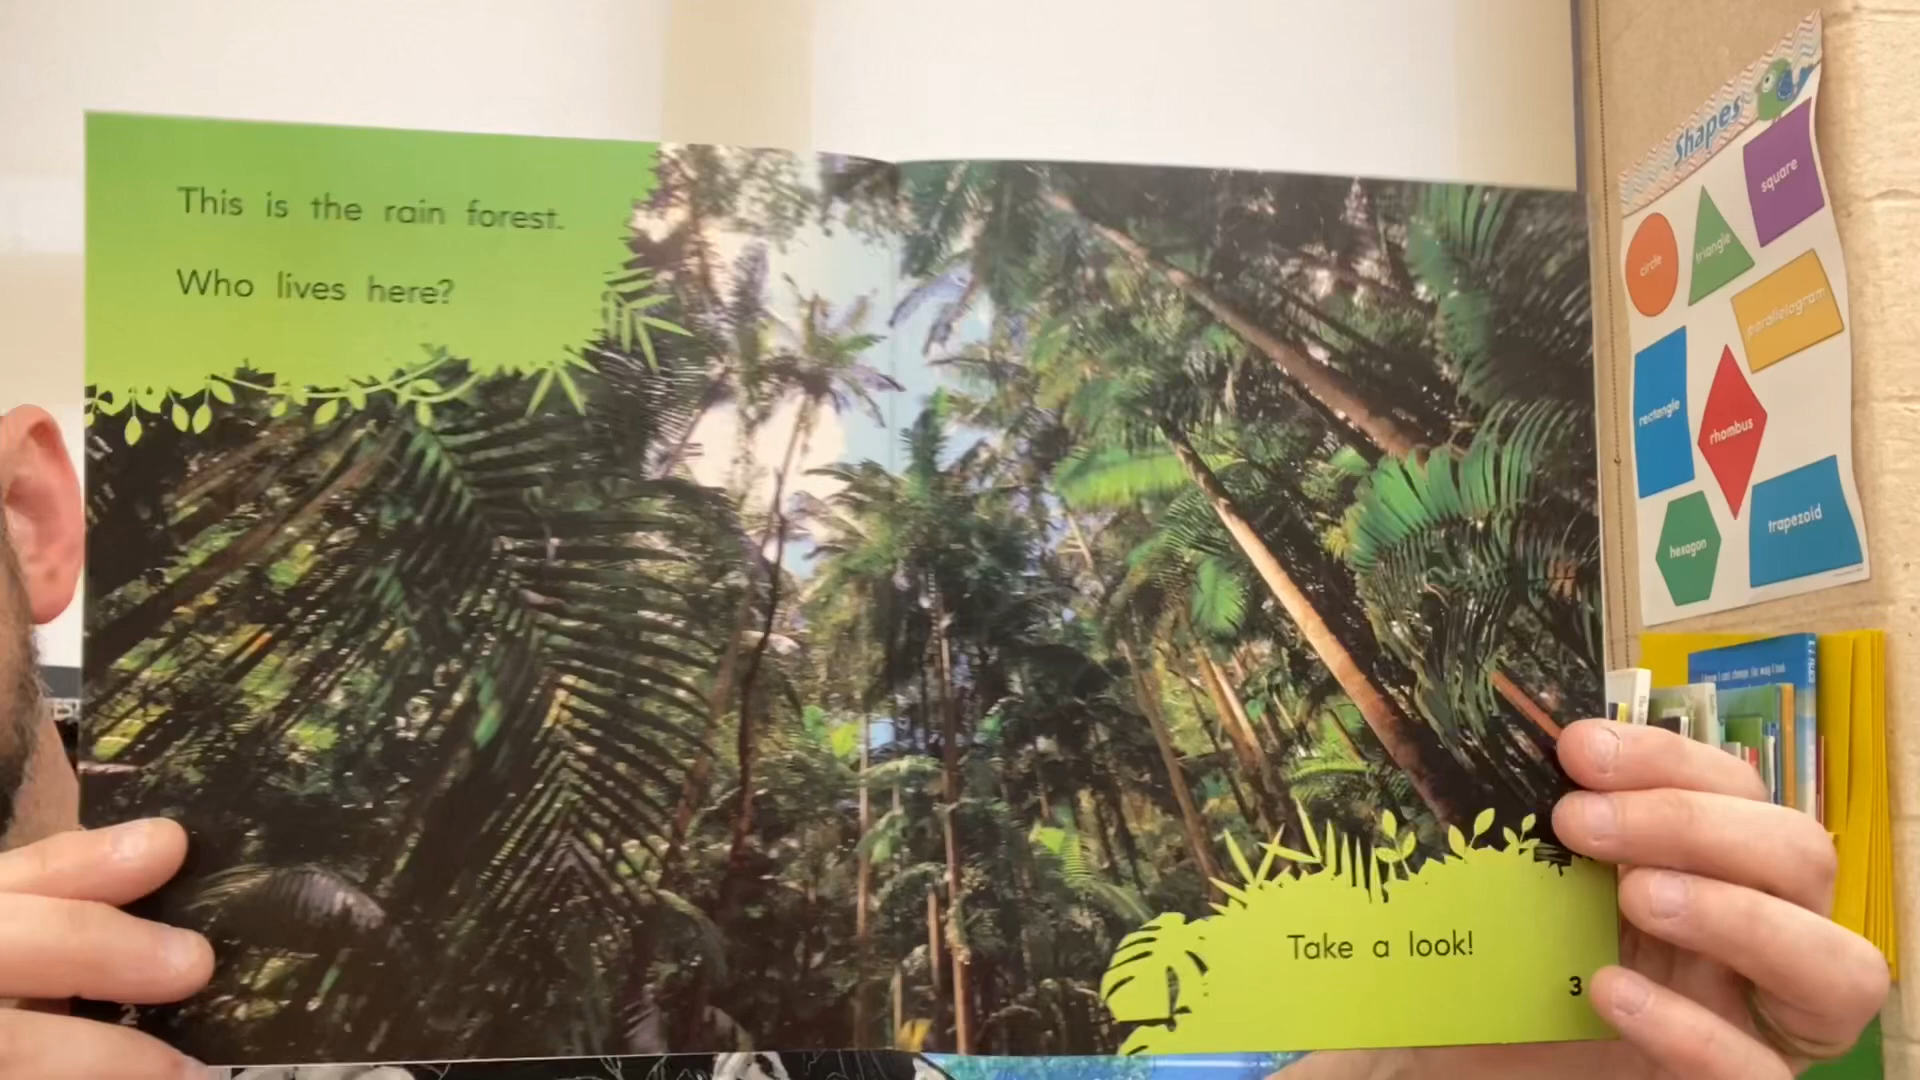 This is the rain forest.
Who lives here?
Take a look!
2
3
Shapes
square
circle
triangle
parallelogram
rectangle
rhombus
hexagon
trapezoid